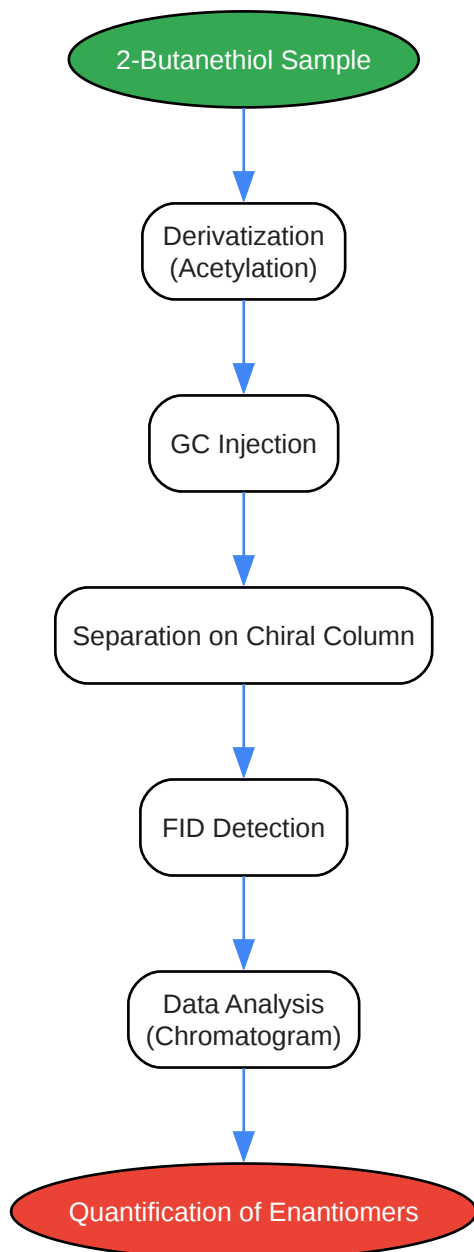 2-Butanethiol Sample
Derivatization
(Acetylation)
GC Injection
Separation on Chiral Column
FID Detection
Data Analysis
(Chromatogram)
Quantification of Enantiomers